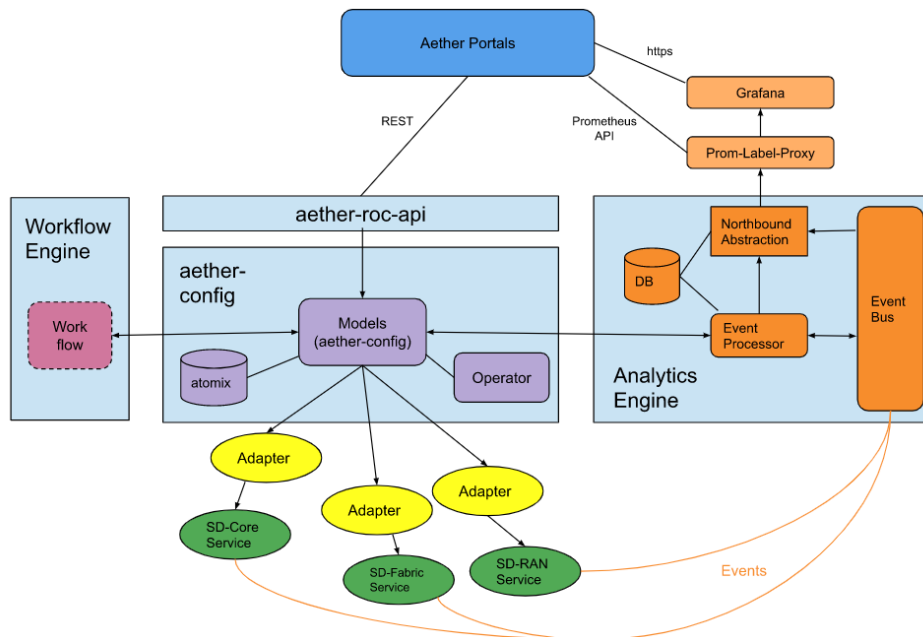 Aether Portals
https
Grafana
REST
Prometheus
API
Prom-Label-Proxy
Workflow
Engine
aether-roc-api
aether-
config
Northbound
Abstraction
DB
Event
Bus
Work
flow
Models
(aether-config)
Event
Processor
atomix
Operator
Analytics
Engine
Adapter
Adapter
Adapter
SD-Core
Service
SD-Fabric
Service
SD-RAN
Service
Events